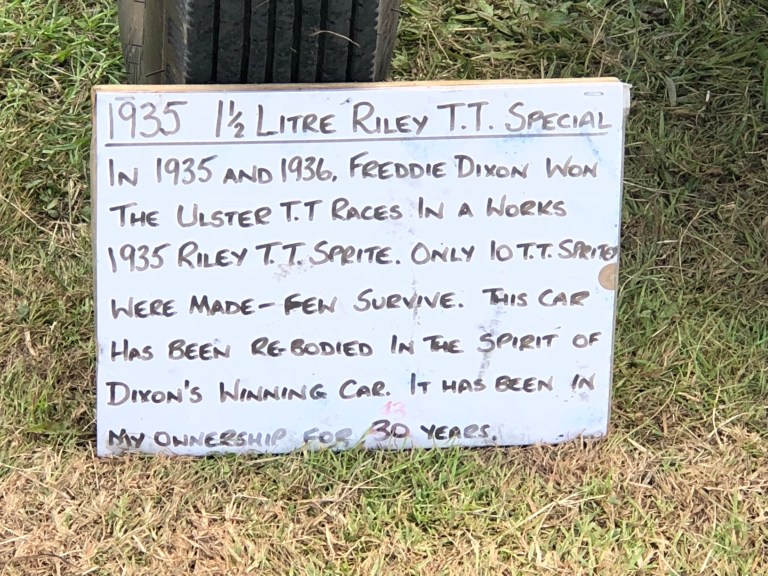 1935 1½ LITRE RILEY T.T. SPECIAL
IN 1935 AND 1936, FREDDIE DIXON WON
THE ULSTER T.T RACES IN A WORKS
1935 RILEY T.T. SPRITE. ONLY 10 T.T. SPRITES
WERE MADE - FEW SURVIVE. THIS CAR
HAS BEEN RE-BODIED IN THE SPIRIT OF
DIXON'S WINNING CAR. IT HAS BEEN IN
MY OWNERSHIP FOR 30 YEARS.